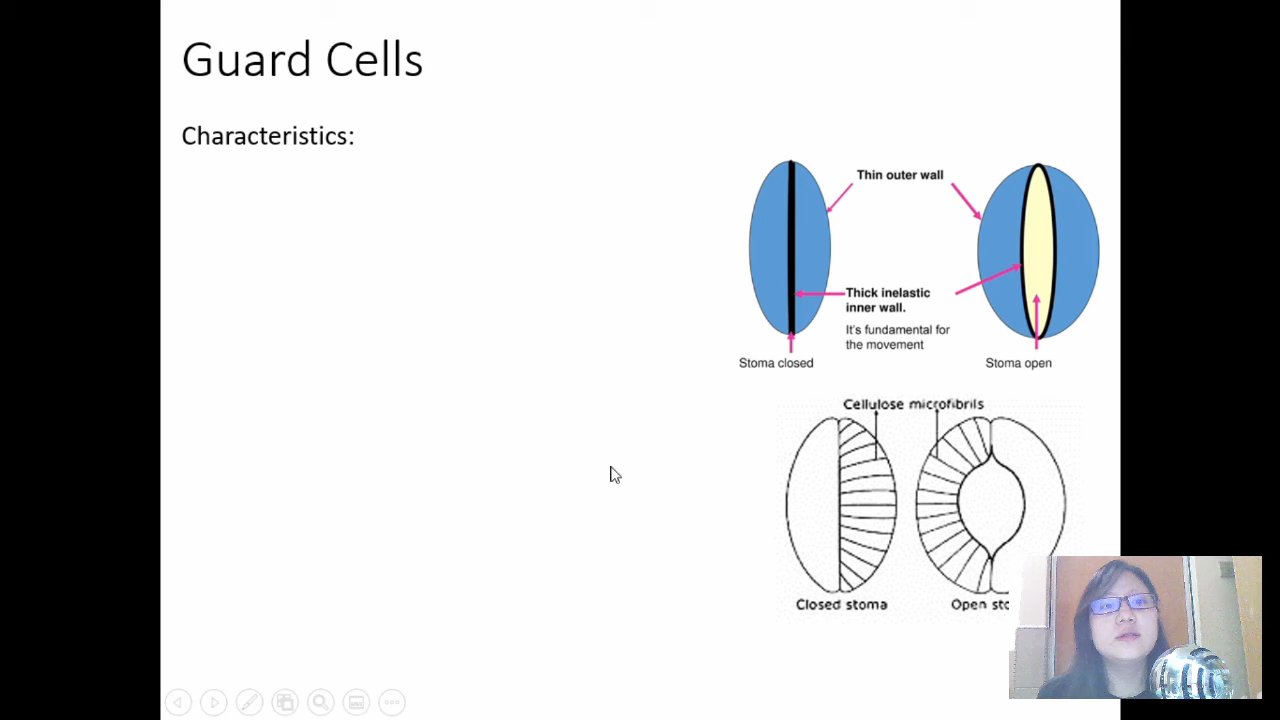 Guard Cells
Characteristics:
Thin outer wall
Thick inelastic
inner wall.
It's fundamental for
the movement
Stoma closed
Stoma open
Cellulose microfibrils
Closed stoma
Open